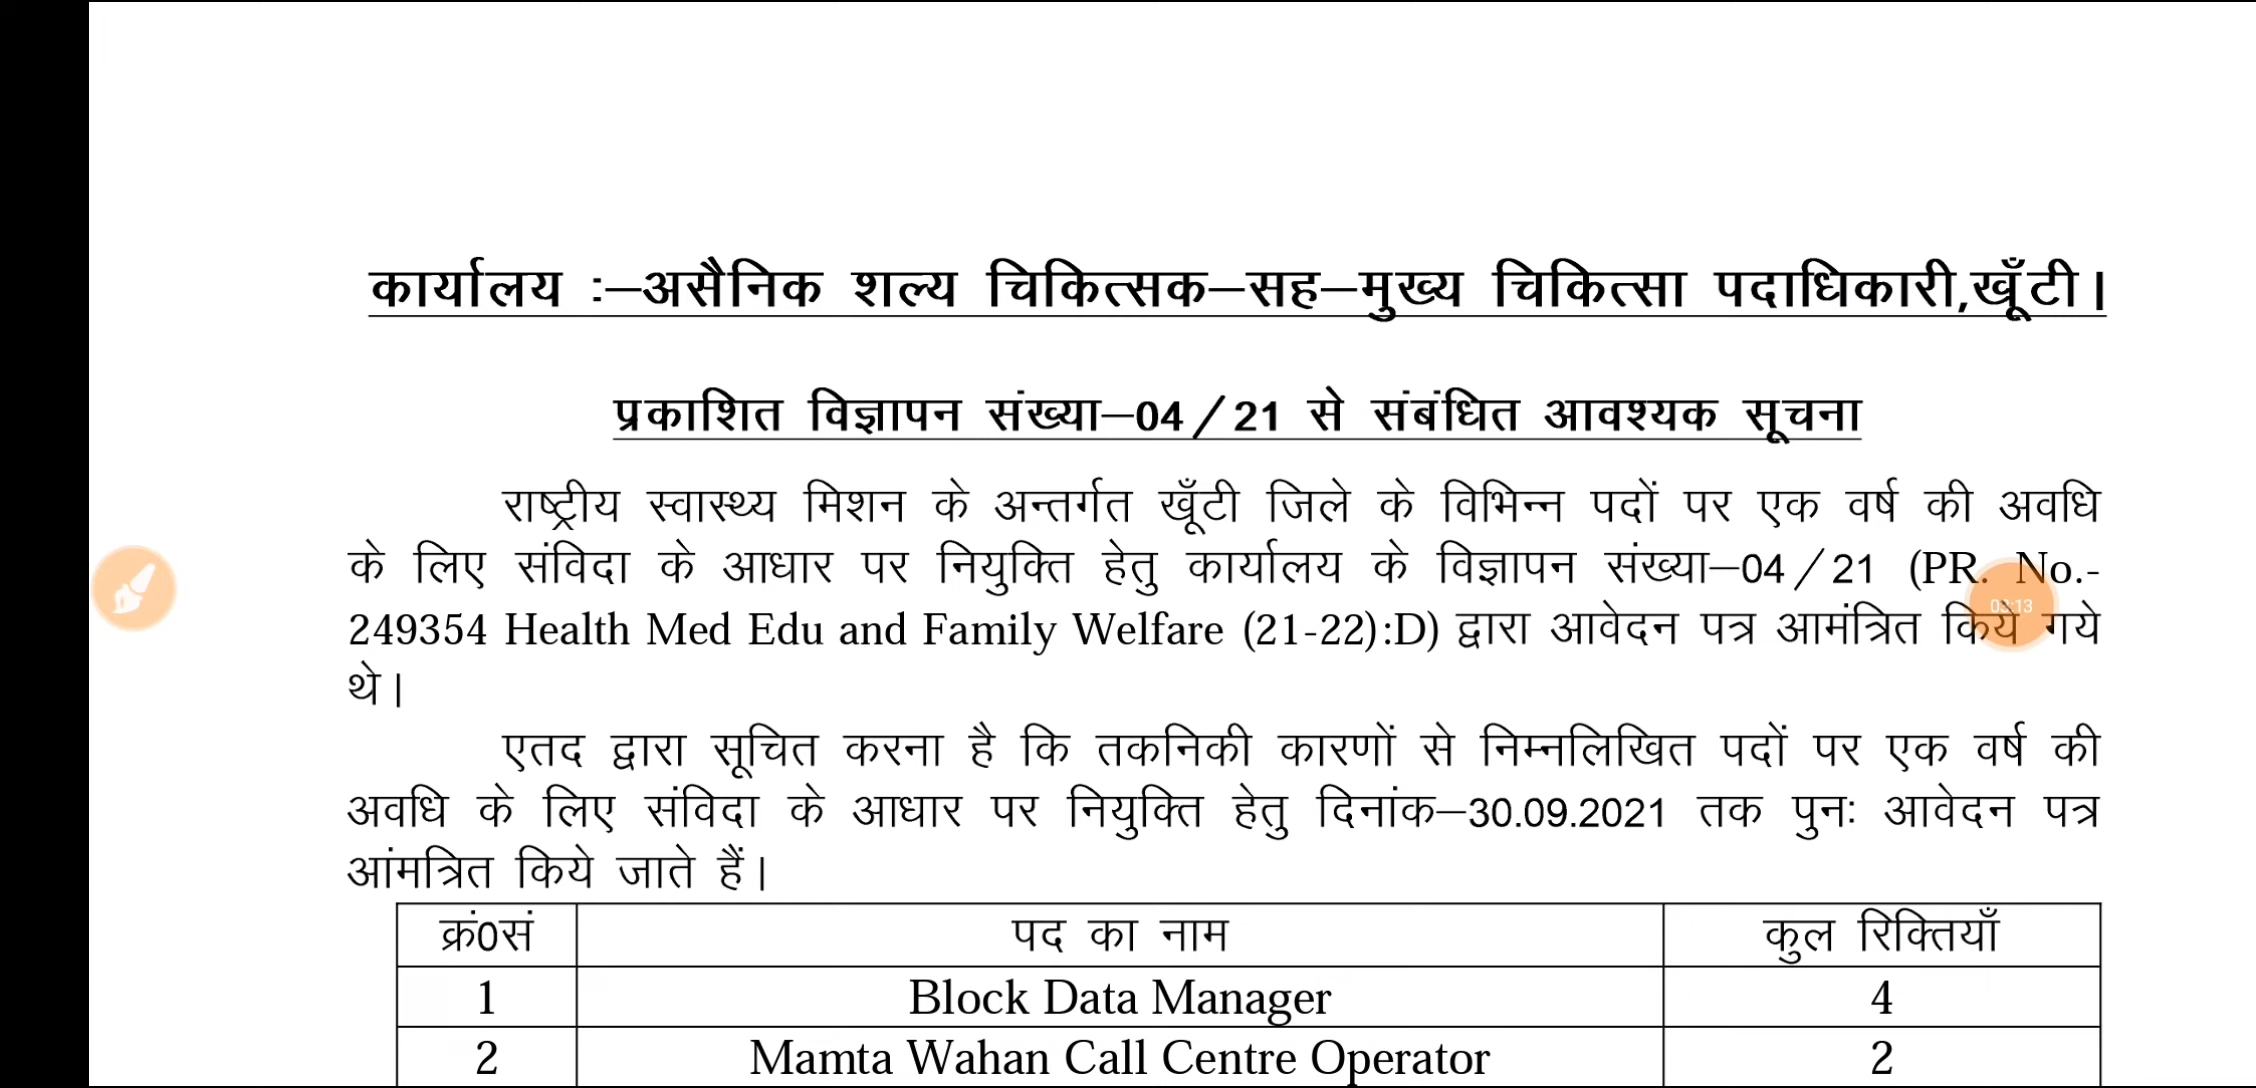 कार्यालय :–असैनिक शल्य चिकित्सक–सह–मुख्य चिकित्सा पदाधिकारी,खूँटी।
प्रकाशित विज्ञापन संख्या–04/21 से संबंधित आवश्यक सूचना
राष्ट्रीय स्वास्थ्य मिशन के अन्तर्गत खूँटी जिले के विभिन्न पदों पर एक वर्ष की अवधि
के लिए संविदा के आधार पर नियुक्ति हेतु कार्यालय के विज्ञापन संख्या–04/21 (PR. No.-
249354 Health Med Edu and Family Welfare (21-22):D) द्वारा आवेदन पत्र आमंत्रित किये गये
थे।
03:13
एतद द्वारा सूचित करना है कि तकनिकी कारणों से निम्नलिखित पदों पर एक वर्ष की
अवधि के लिए संविदा के आधार पर नियुक्ति हेतु दिनांक–30.09.2021 तक पुनः आवेदन पत्र
आंमत्रित किये जाते हैं।
क्रं0सं पद का नाम कुल रिक्तियाँ
1 Block Data Manager 4
2 Mamta Wahan Call Centre Operator 2